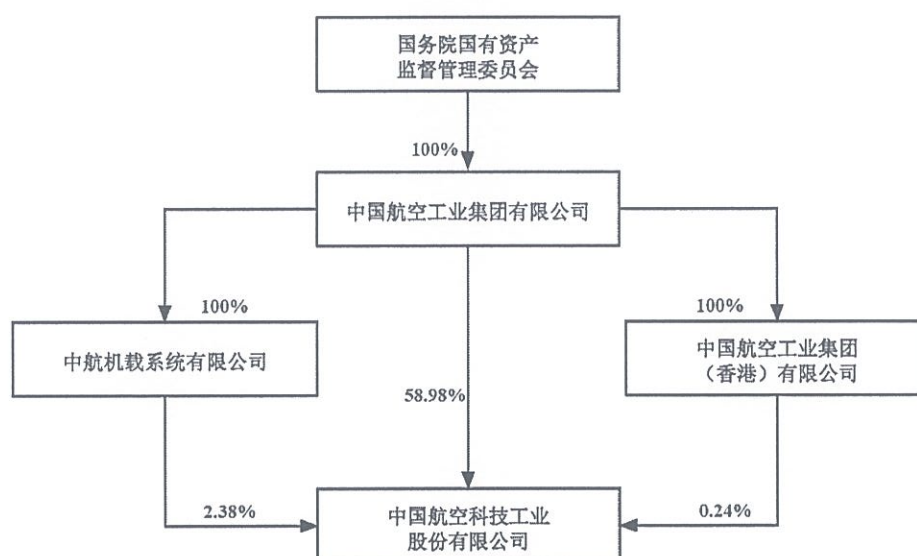 国务院国有资产
监督管理委员会
100%
中国航空工业集团有限公司
100%
100%
中航机载系统有限公司
中国航空工业集团
（香港）有限公司
58.98%
2.38%
中国航空科技工业
股份有限公司
0.24%